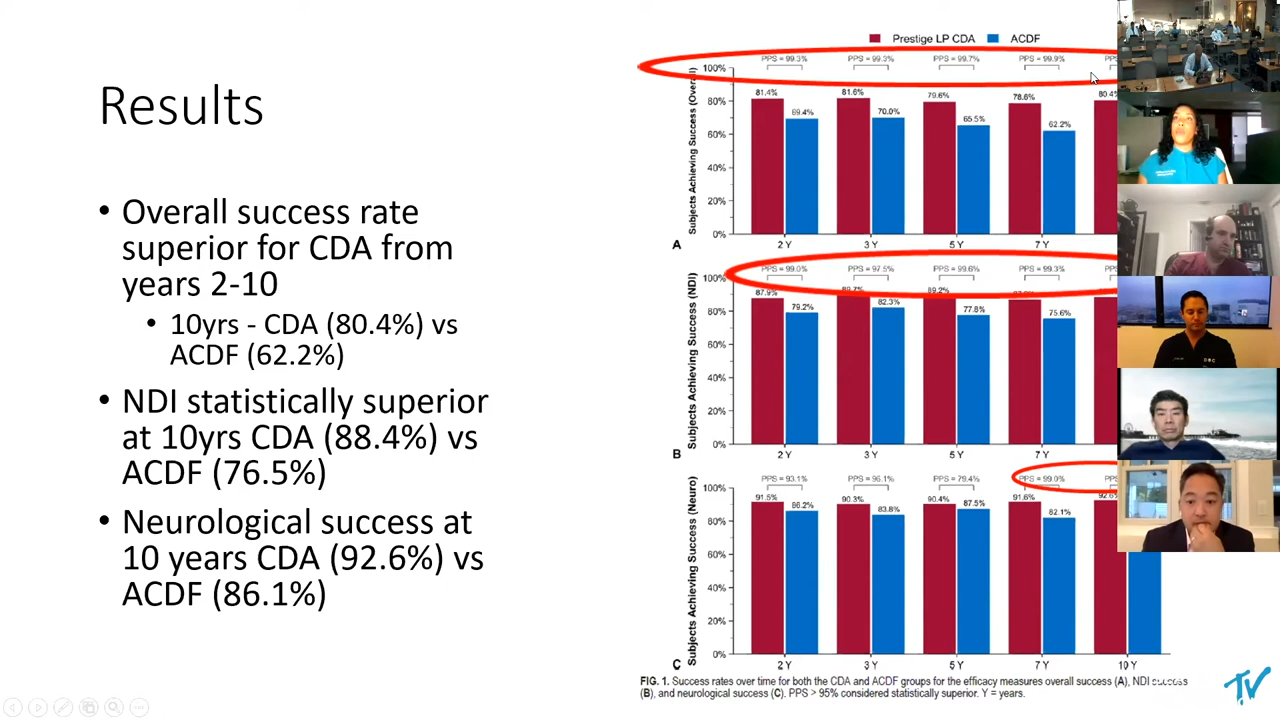 Results
• Overall success rate
superior for CDA from
years 2-10
• 10yrs - CDA (80.4%) vs
ACDF (62.2%)
• NDI statistically superior
at 10yrs CDA (88.4%) vs
ACDF (76.5%)
• Neurological success at
10 years CDA (92.6%) vs
ACDF (86.1%)
Prestige LP CDA ACDF
PPS = 99.3% PPS = 99.3% PPS = 99.7% PPS = 99.9%
Subjects Achieving Success (Overall)
100%
80%
60%
40%
20%
0%
81.4% 69.4% 81.6% 70.0% 79.6% 65.5% 78.6% 62.2% 80.4%
A
2 Y 3 Y 5 Y 7 Y
PPS = 99.0% PPS = 97.5% PPS = 99.6% PPS = 99.3%
Subjects Achieving Success (NDI)
100%
80%
60%
40%
20%
0%
87.9% 79.2% 89.7% 82.3% 89.2% 77.8% 75.6%
B
2 Y 3 Y 5 Y 7 Y
PPS = 93.1% PPS = 96.1% PPS = 79.4% PPS = 99.0%
Subjects Achieving Success (Neuro)
100%
80%
60%
40%
20%
0%
91.5% 86.2% 90.3% 83.8% 90.4% 87.5% 91.6% 82.1% 92.6%
C
2 Y 3 Y 5 Y 7 Y 10 Y
FIG. 1. Success rates over time for both the CDA and ACDF groups for the efficacy measures overall success (A), NDI success
(B), and neurological success (C). PPS > 95% considered statistically superior. Y = years.
TV